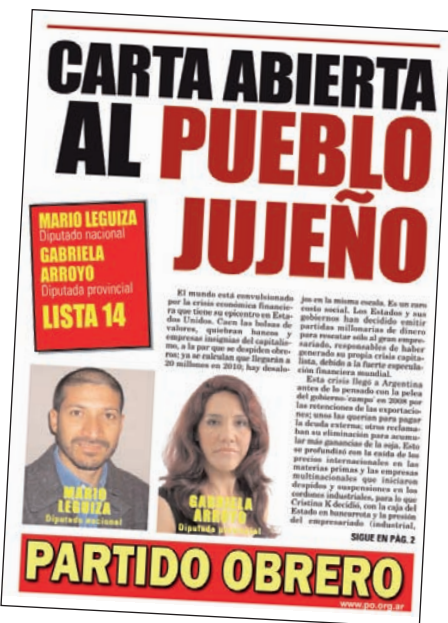 CARTA ABIERTA
AL PUEBLO
JUJEÑO
MARIO LEGUIZA
Diputado nacional
GABRIELA
ARROYO
Diputada provincial
LISTA 14
El mundo está convulsionado
por la crisis económica financie-
ra que tiene su epicentro en Esta-
dos Unidos. Caen las bolsas de
valores, quiebran bancos y
empresas insignias del capitalis-
mo, a la par que se despiden obre-
ros; ya se calculan que llegarán a
20 millones en 2010; hay desalo-
jos en la misma escala. Es un caro
costo social. Los Estados y sus
gobiernos han decidido emitir
partidas millonarias de dinero
para rescatar sólo al gran empre-
sariado, responsables de haber
generado su propia crisis capita-
lista, debido a la fuerte especula-
ción financiera mundial.
Esta crisis llegó a Argentina
antes de lo pensado con la pelea
del gobierno-'campo' en 2008 por
las retenciones de las exportacio-
nes; unos las querían para pagar
la deuda externa; otros reclama-
ban su eliminación para acumu-
lar más ganancias de la soja. Esto
se profundizó con la caída de los
precios internacionales en las
materias primas y las empresas
multinacionales que iniciaron
despidos y suspensiones en los
cordones industriales, para lo que
Cristina K decidió, con la caja del
Estado en bancarrota y la presión
del empresariado (industrial,
SIGUE EN PÁG. 2
MARIO
LEGUIZA
Diputado nacional
GABRIELA
ARROYO
Diputada provincial
PARTIDO OBRERO
www.po.org.ar